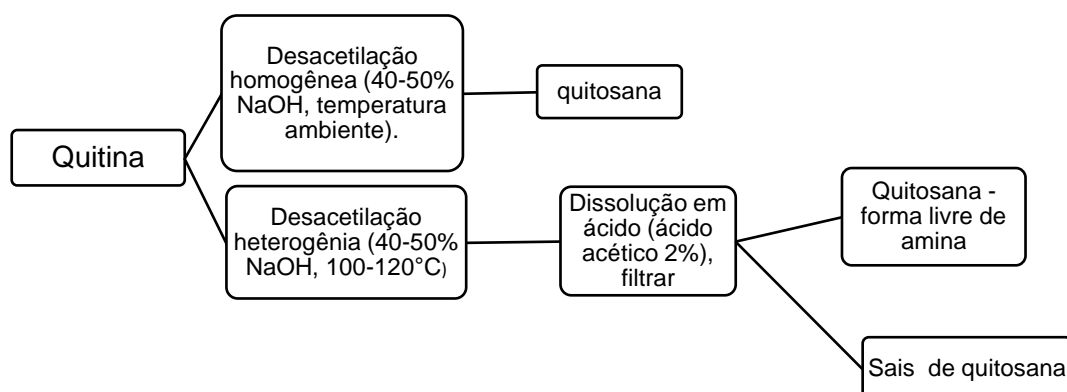 Quitina
Desacetilação
homogênea (40-50%
NaOH, temperatura
ambiente).
quitosana
Desacetilação
heterogênia (40-50%
NaOH, 100-120°C)
Dissolução em
ácido (ácido
acético 2%),
filtrar
Quitosana -
forma livre de
amina
Sais de quitosana